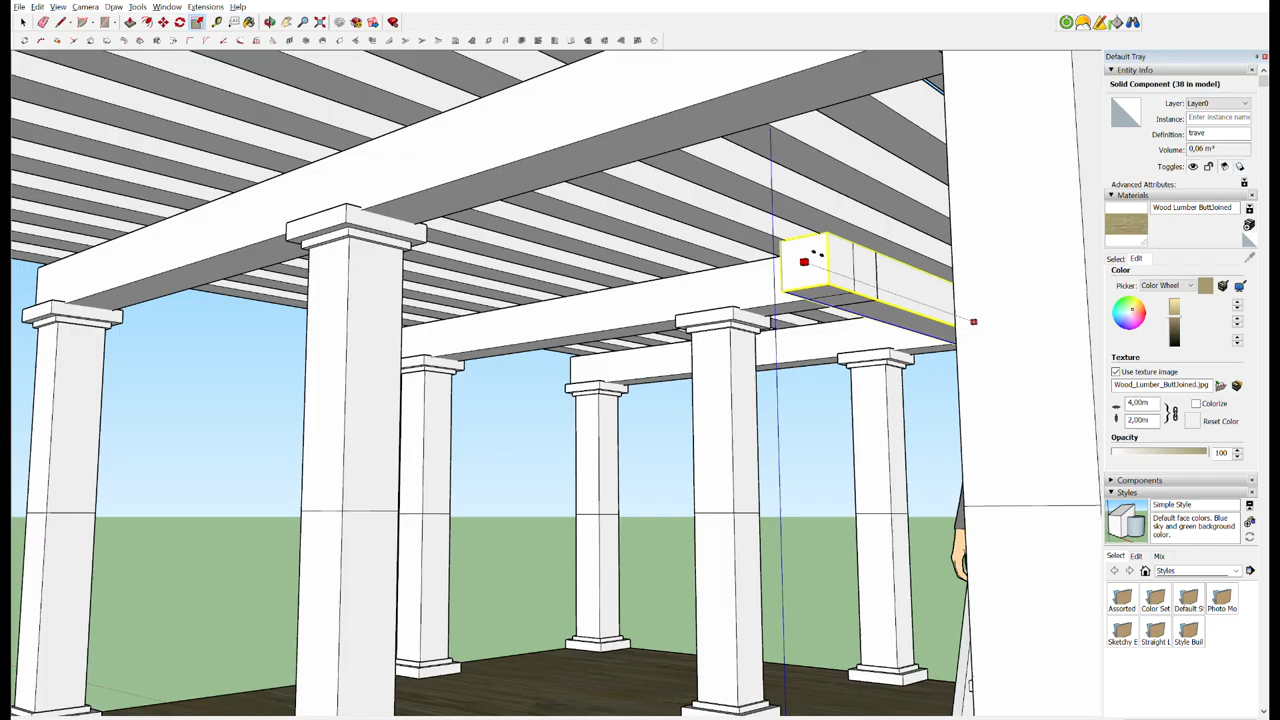 File Edit View Camera Draw Tools Window Extensions Help
Default Tray
Entity Info
Solid Component (38 in model)
Layer: Layer0
Instance: Enter instance name
Definition: trave
Volume: 0,06 m³
Toggles:
Advanced Attributes:
Materials
Wood Lumber ButtJoined
Select Edit
Color
Picker: Color Wheel
Texture
Use texture image
Wood_Lumber_ButtJoined.jpg
4,00m Colorize
2,00m Reset Color
Opacity
100
Components
Styles
Simple Style
Default face colors. Blue
sky and green background
color.
Select Edit Mix
Styles
Assorted Color Set Default S Photo Mo
Sketchy E Straight L Style Buil